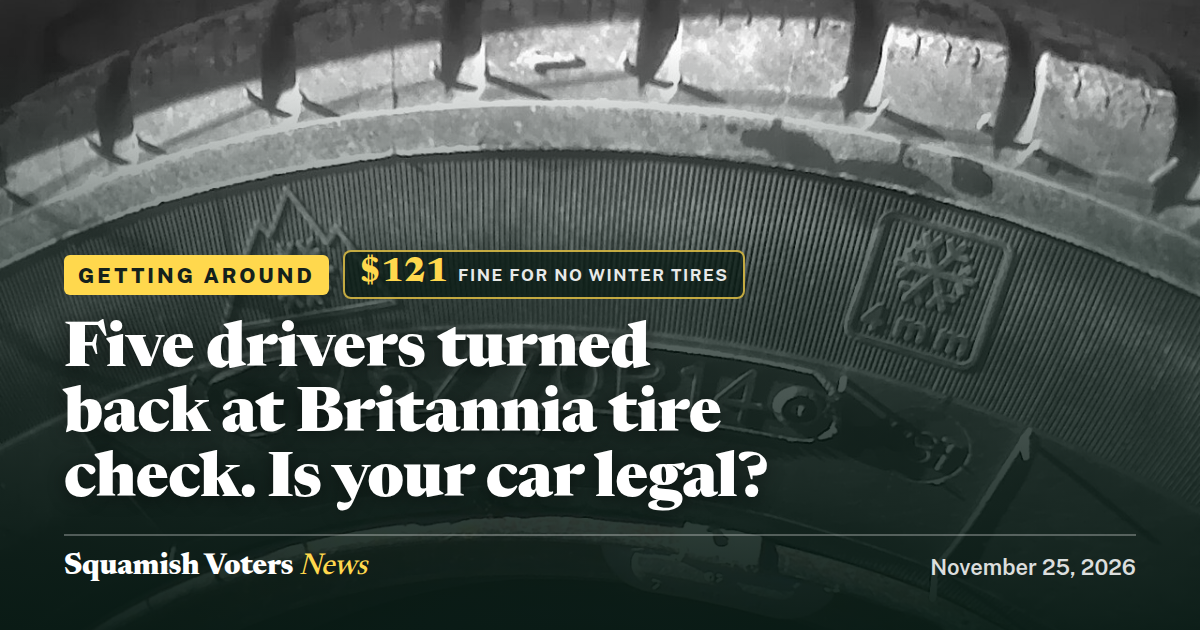 GETTING AROUND
$121 FINE FOR NO WINTER TIRES
Five drivers turned
back at Britannia tire
check. Is your car legal?
Squamish Voters News
November 25, 2026
4mm